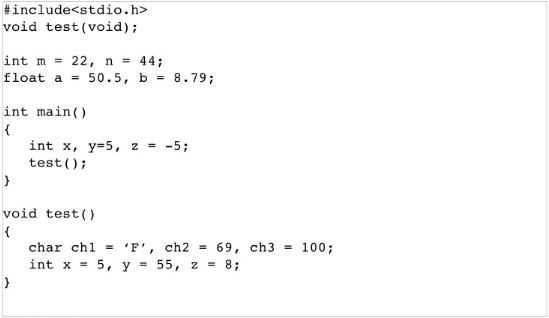 #include<stdio.h>
void test(void);
int m = 22, n = 44;
float a = 50.5, b = 8.79;
int main()
{
int x, y=5, z = -5;
test();
}
void test()
{
char ch1 = ‘F’, ch2 = 69, ch3 = 100;
int x = 5, y = 55, z = 8;
}